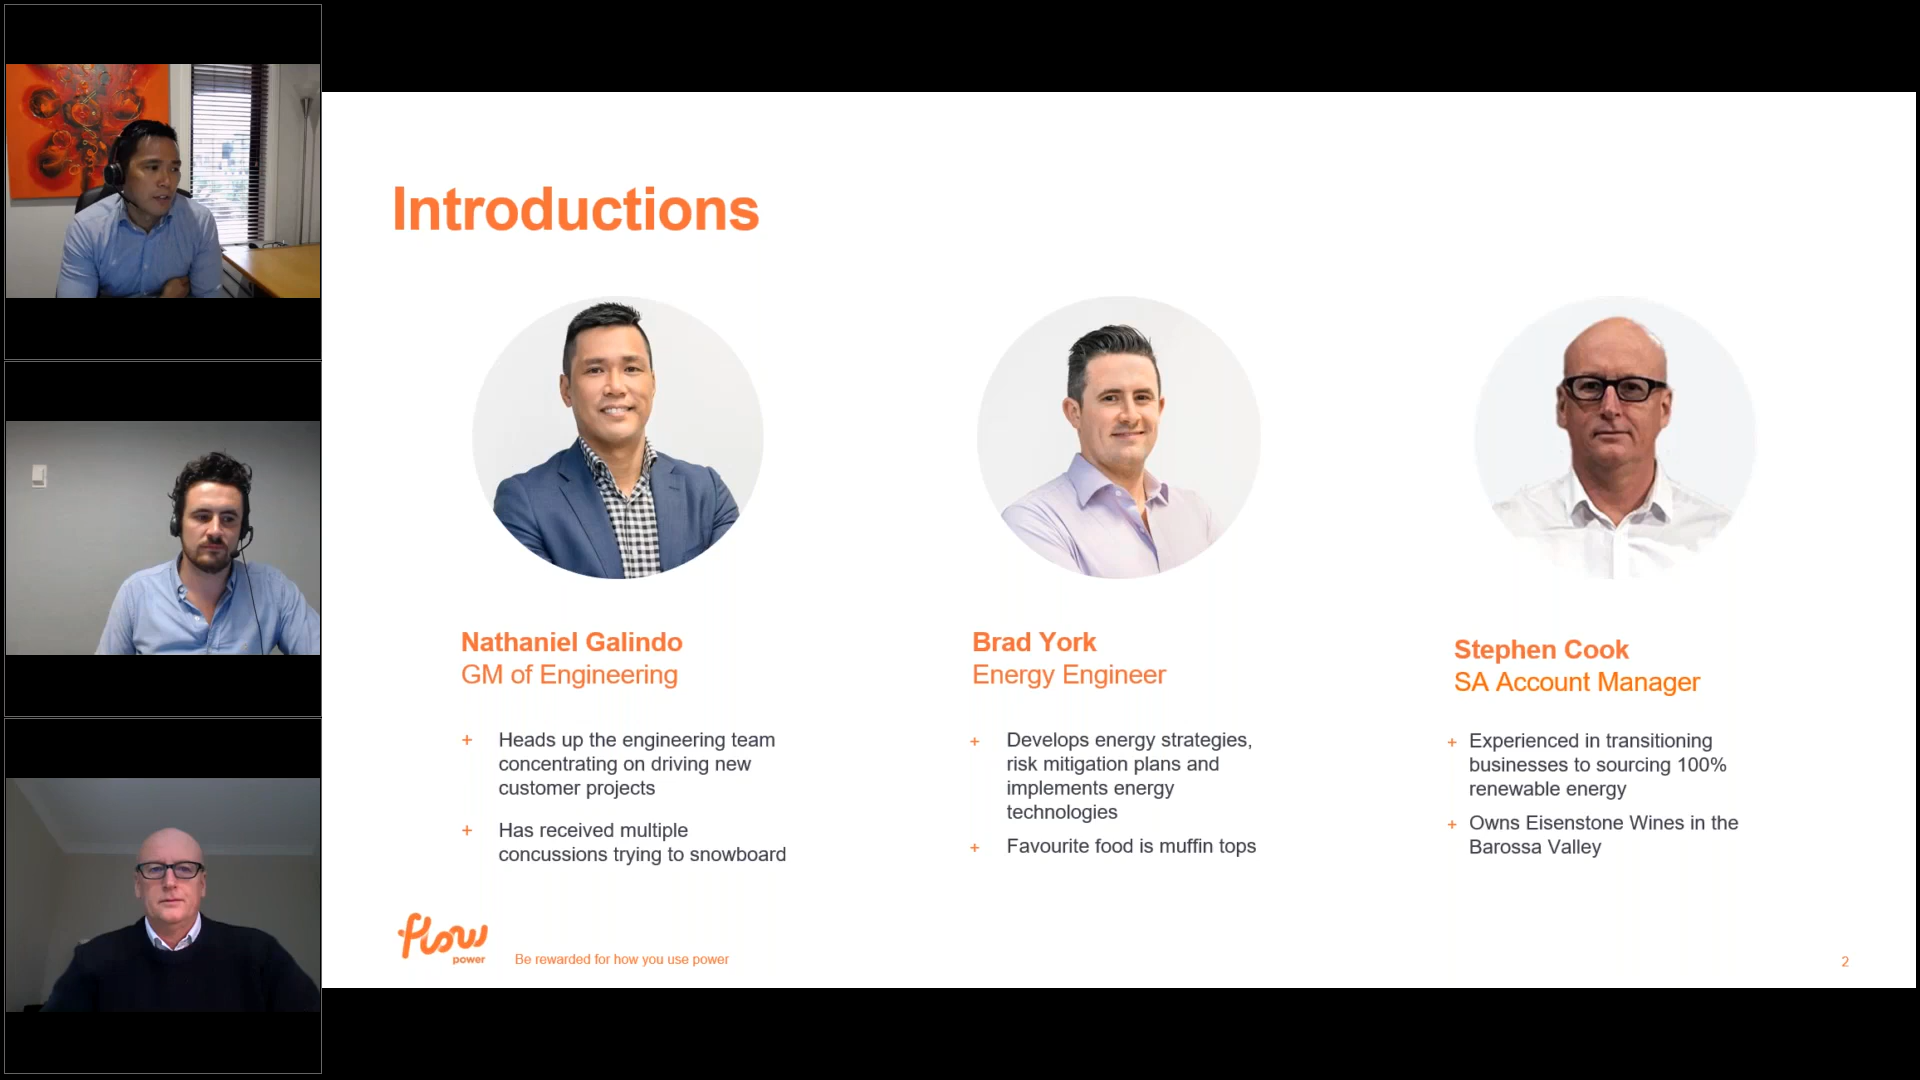 Introductions
Nathaniel Galindo
GM of Engineering
+ Heads up the engineering team
concentrating on driving new
customer projects
+ Has received multiple
concussions trying to snowboard
Brad York
Energy Engineer
+ Develops energy strategies,
risk mitigation plans and
implements energy
technologies
+ Favourite food is muffin tops
Stephen Cook
SA Account Manager
+ Experienced in transitioning
businesses to sourcing 100%
renewable energy
+ Owns Eisenstone Wines in the
Barossa Valley
flow
power
Be rewarded for how you use power
2